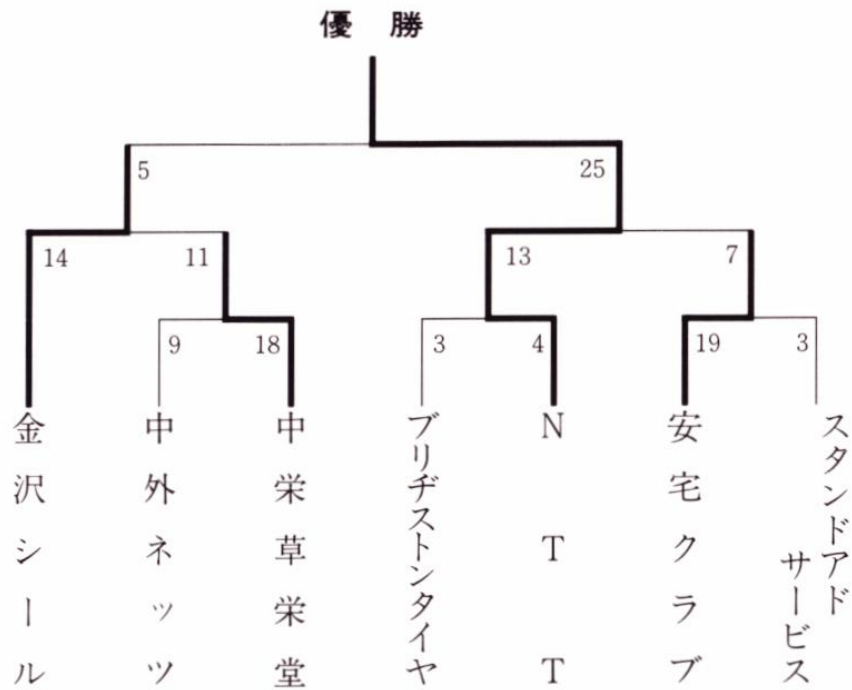 優勝
5 25
14 11 13 7
9 18 3 4 19 3
金沢シール
中外ネッツ
中栄草栄堂
ブリヂストンタイヤ
NTT
安宅クラブ
スタンドアド
サービス